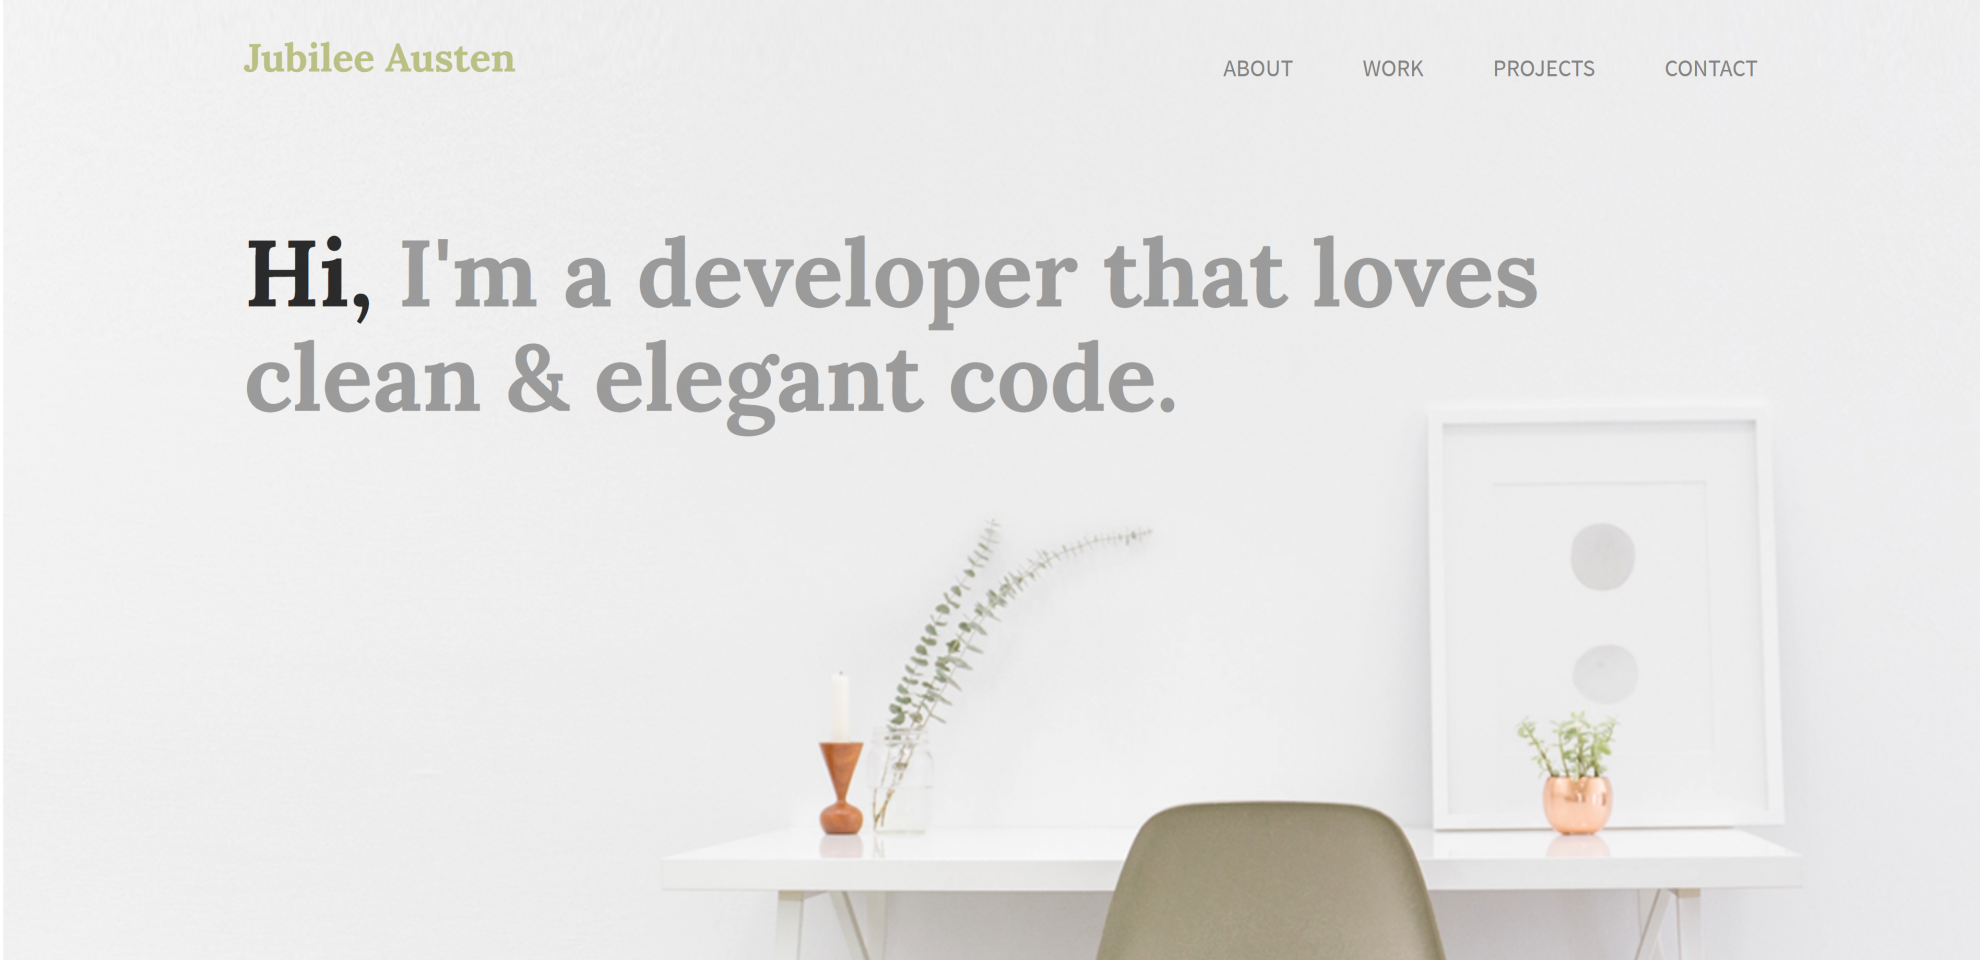 Jubilee Austen
ABOUT WORK PROJECTS CONTACT
Hi, I'm a developer that loves
clean & elegant code.